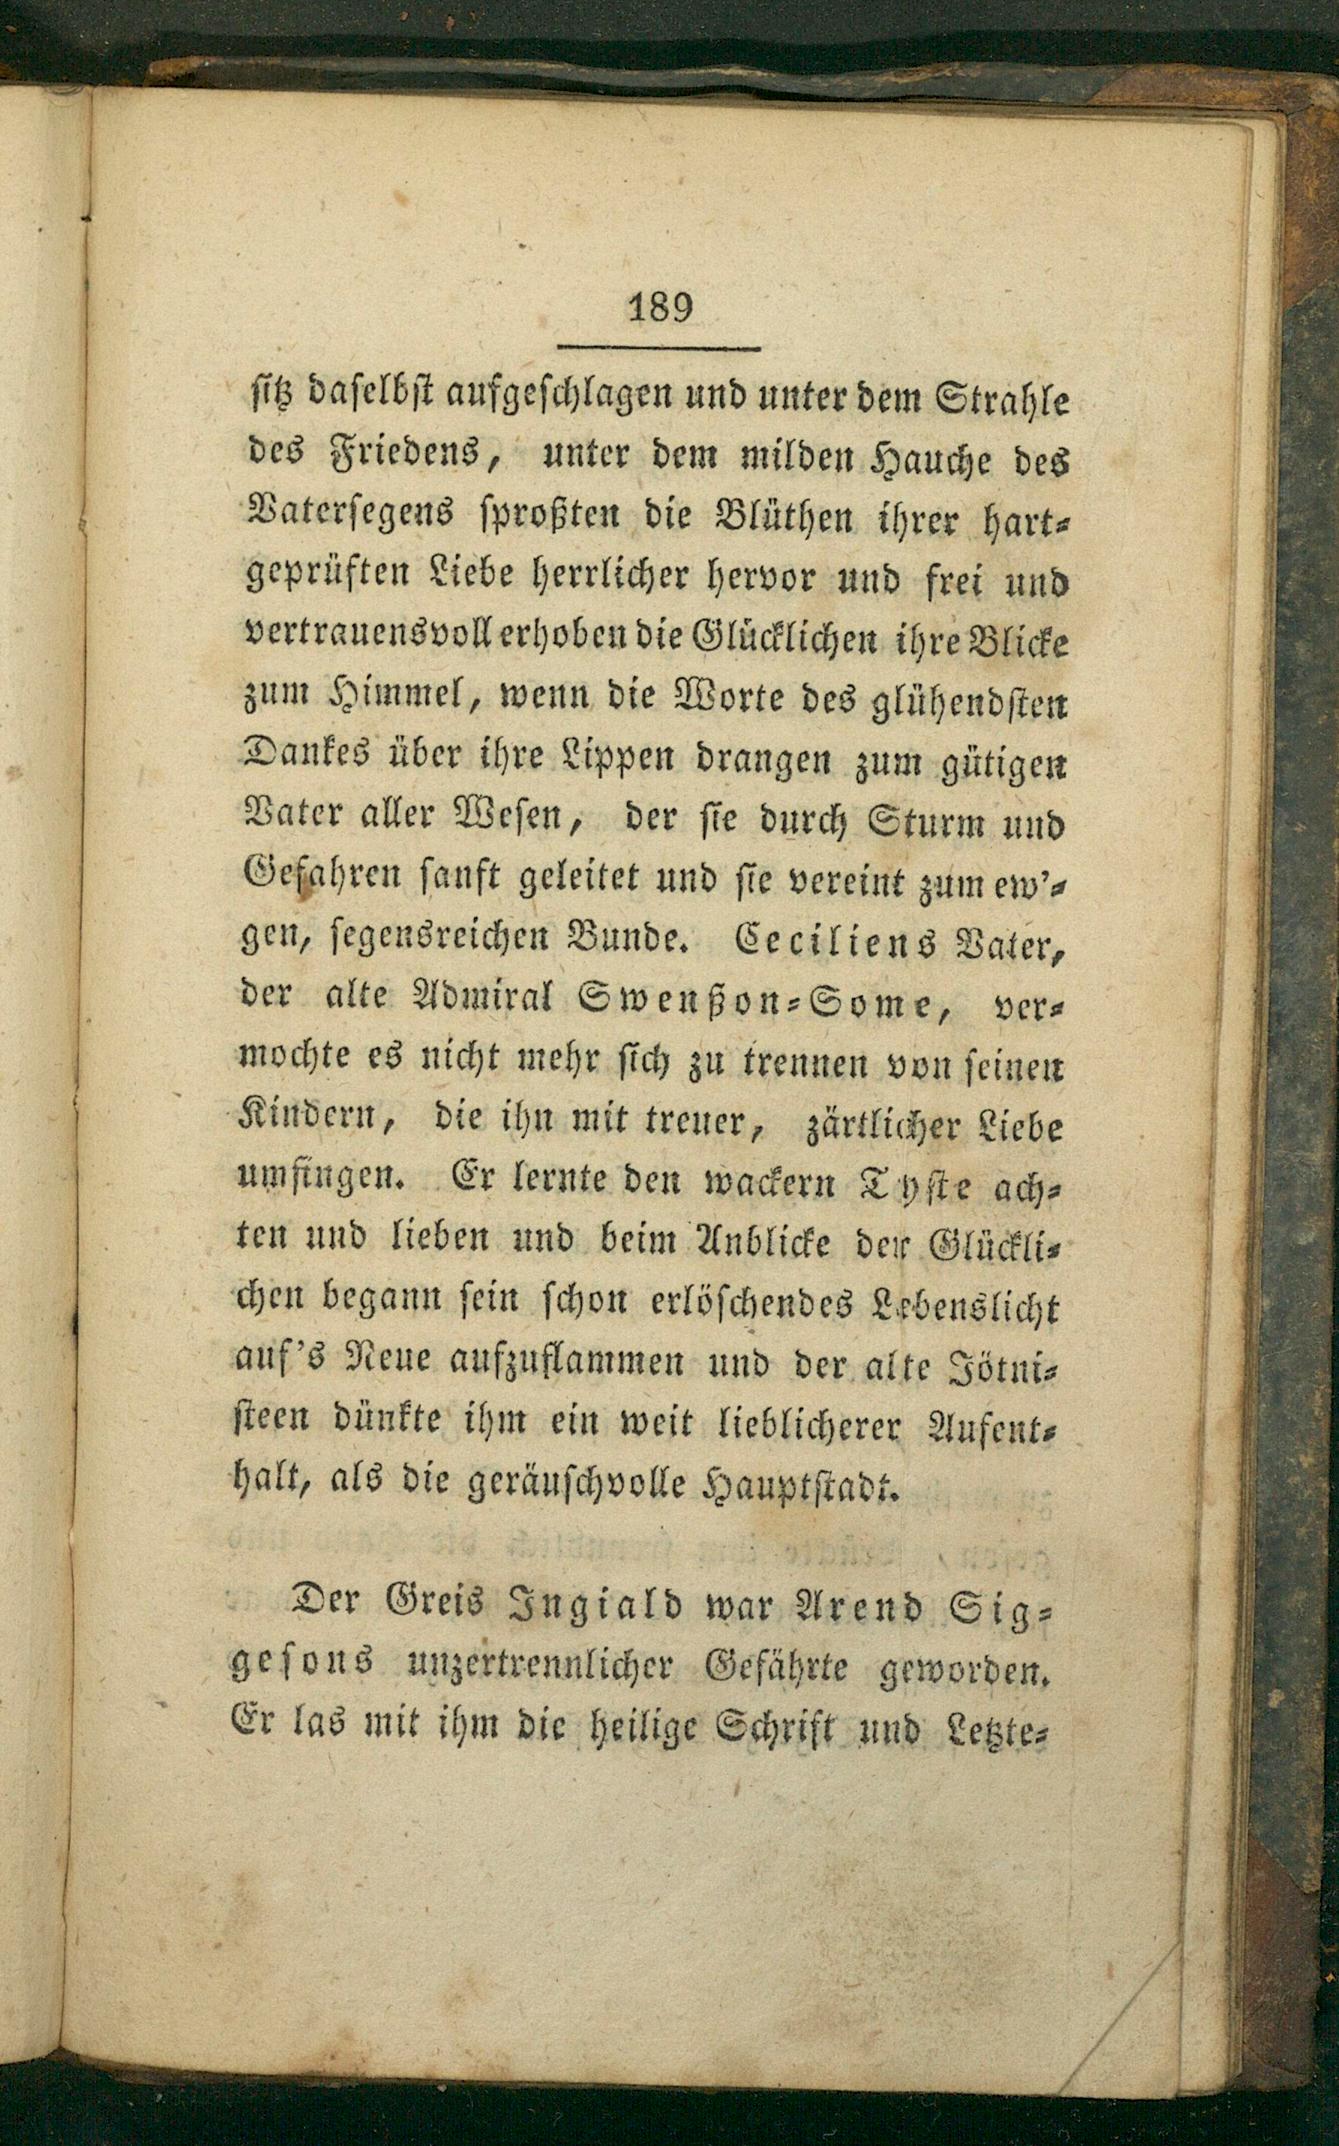 189
sitz daselbst aufgeschlagen und unter dem Strahle
des Friedens, unter dem milden Hauche des
Vatersegens sproßten die Blüthen ihrer hart-
geprüften Liebe herrlicher hervor und frei und
vertrauensvoll erhoben die Glücklichen ihre Blicke
zum Himmel, wenn die Worte des glühendsten
Dankes über ihre Lippen drangen zum gütigen
Vater aller Wesen, der sie durch Sturm und
Gefahren sanft geleitet und sie vereint zum ew'-
gen, segensreichen Bunde. Ceciliens Vater,
der alte Admiral Swenßon-Some, ver-
mochte es nicht mehr sich zu trennen von seinen
Kindern, die ihn mit treuer, zärtlicher Liebe
umfingen. Er lernte den wackern Tyste ach-
ten und lieben und beim Anblicke der Glückli-
chen begann sein schon erlöschendes Lebenslicht
auf's Neue aufzuflammen und der alte Jötni-
steen dünkte ihm ein weit lieblicherer Aufent-
halt, als die geräuschvolle Hauptstadt.
Der Greis Ingiald war Arend Sig-
gesons unzertrennlicher Gefährte geworden.
Er las mit ihm die heilige Schrift und Letzte-